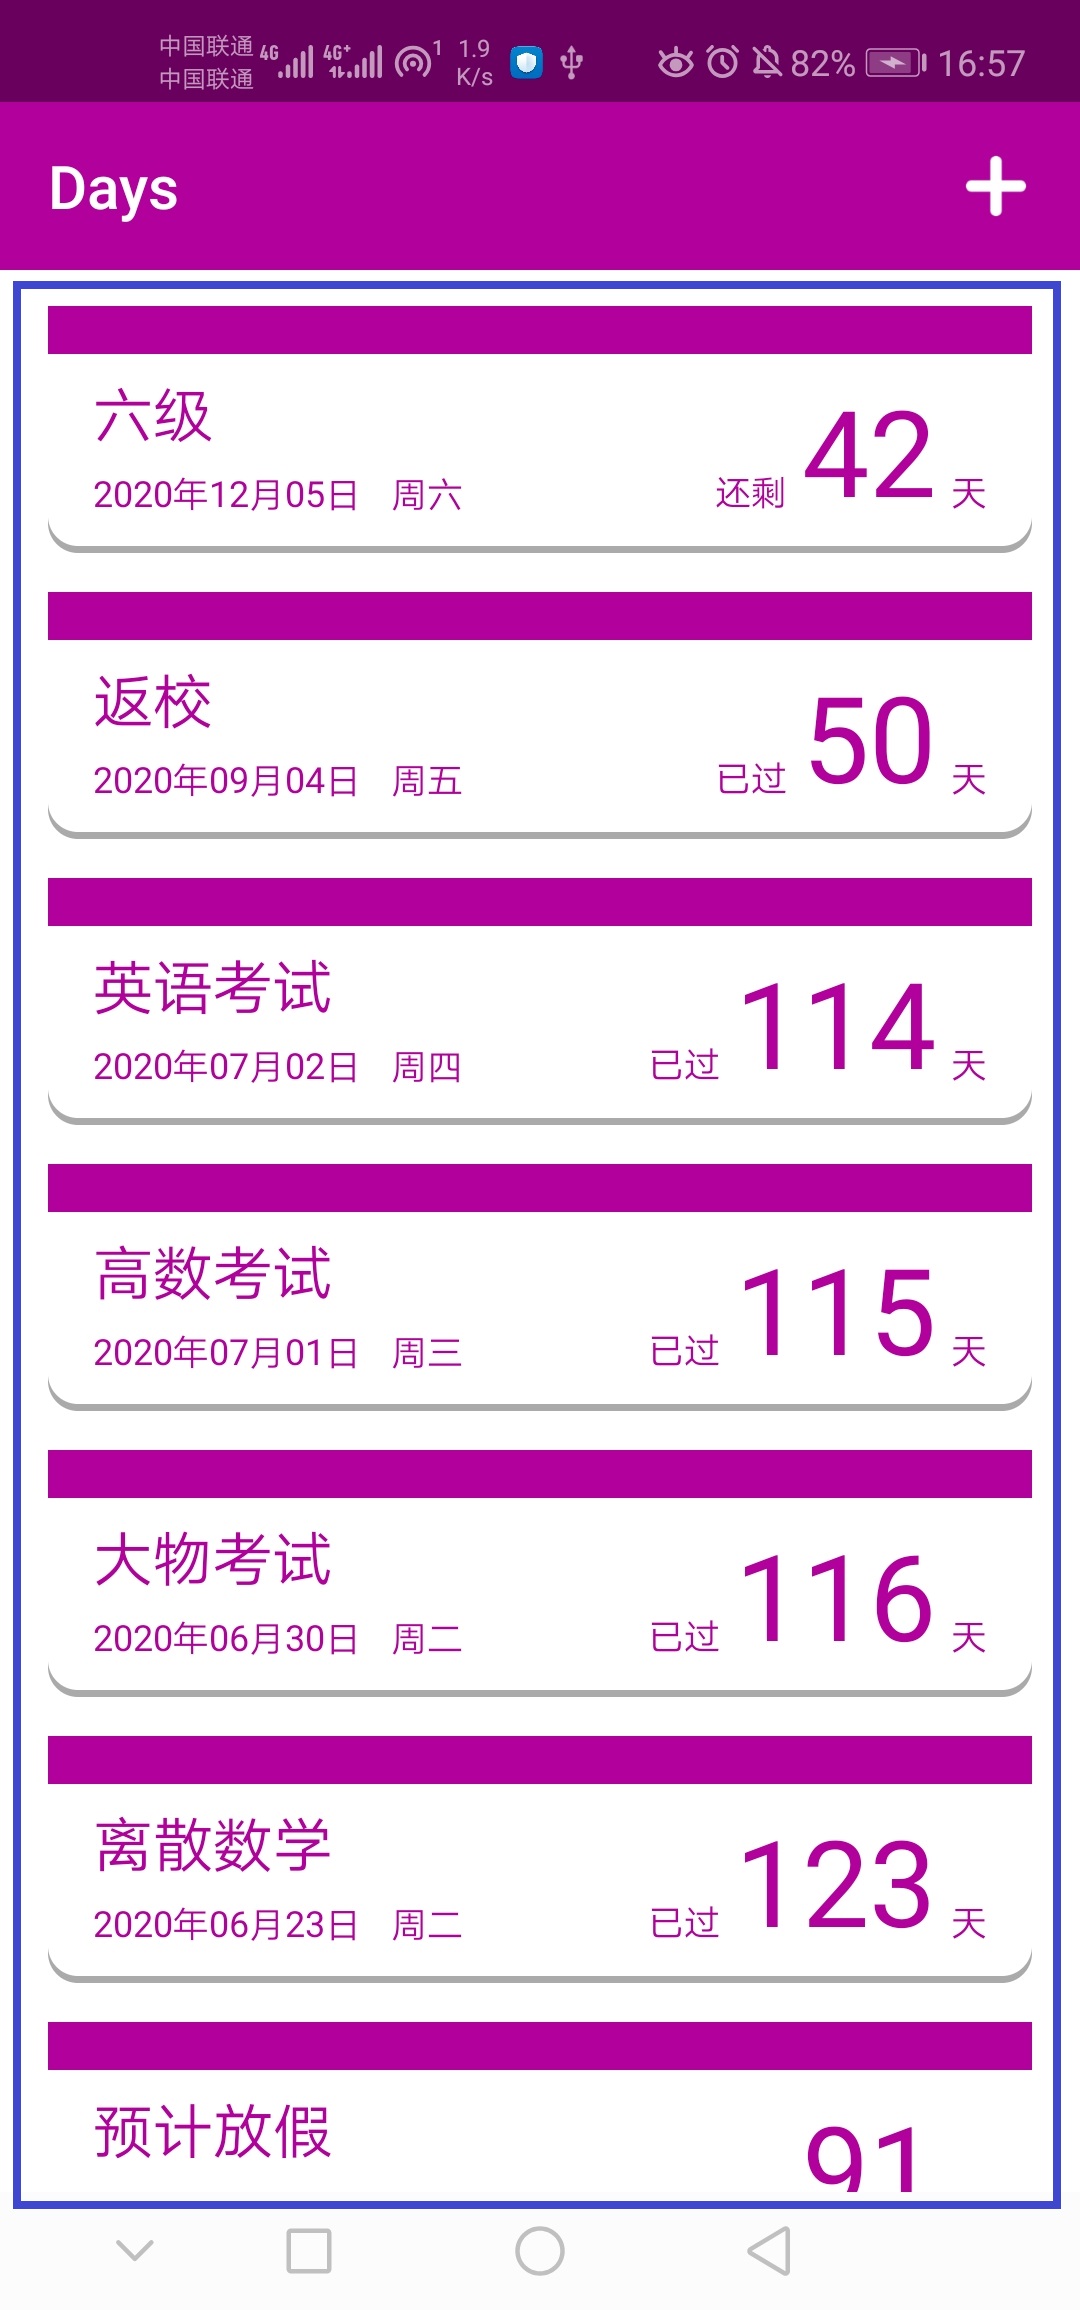 中国联通 4G 4G+ 1 1.9 82% 16:57
中国联通 K/s
Days
六级
2020年12月05日 周六 还剩 42 天
返校
2020年09月04日 周五 已过 50 天
英语考试
2020年07月02日 周四 已过 114 天
高数考试
2020年07月01日 周三 已过 115 天
大物考试
2020年06月30日 周二 已过 116 天
离散数学
2020年06月23日 周二 已过 123 天
预计放假
91